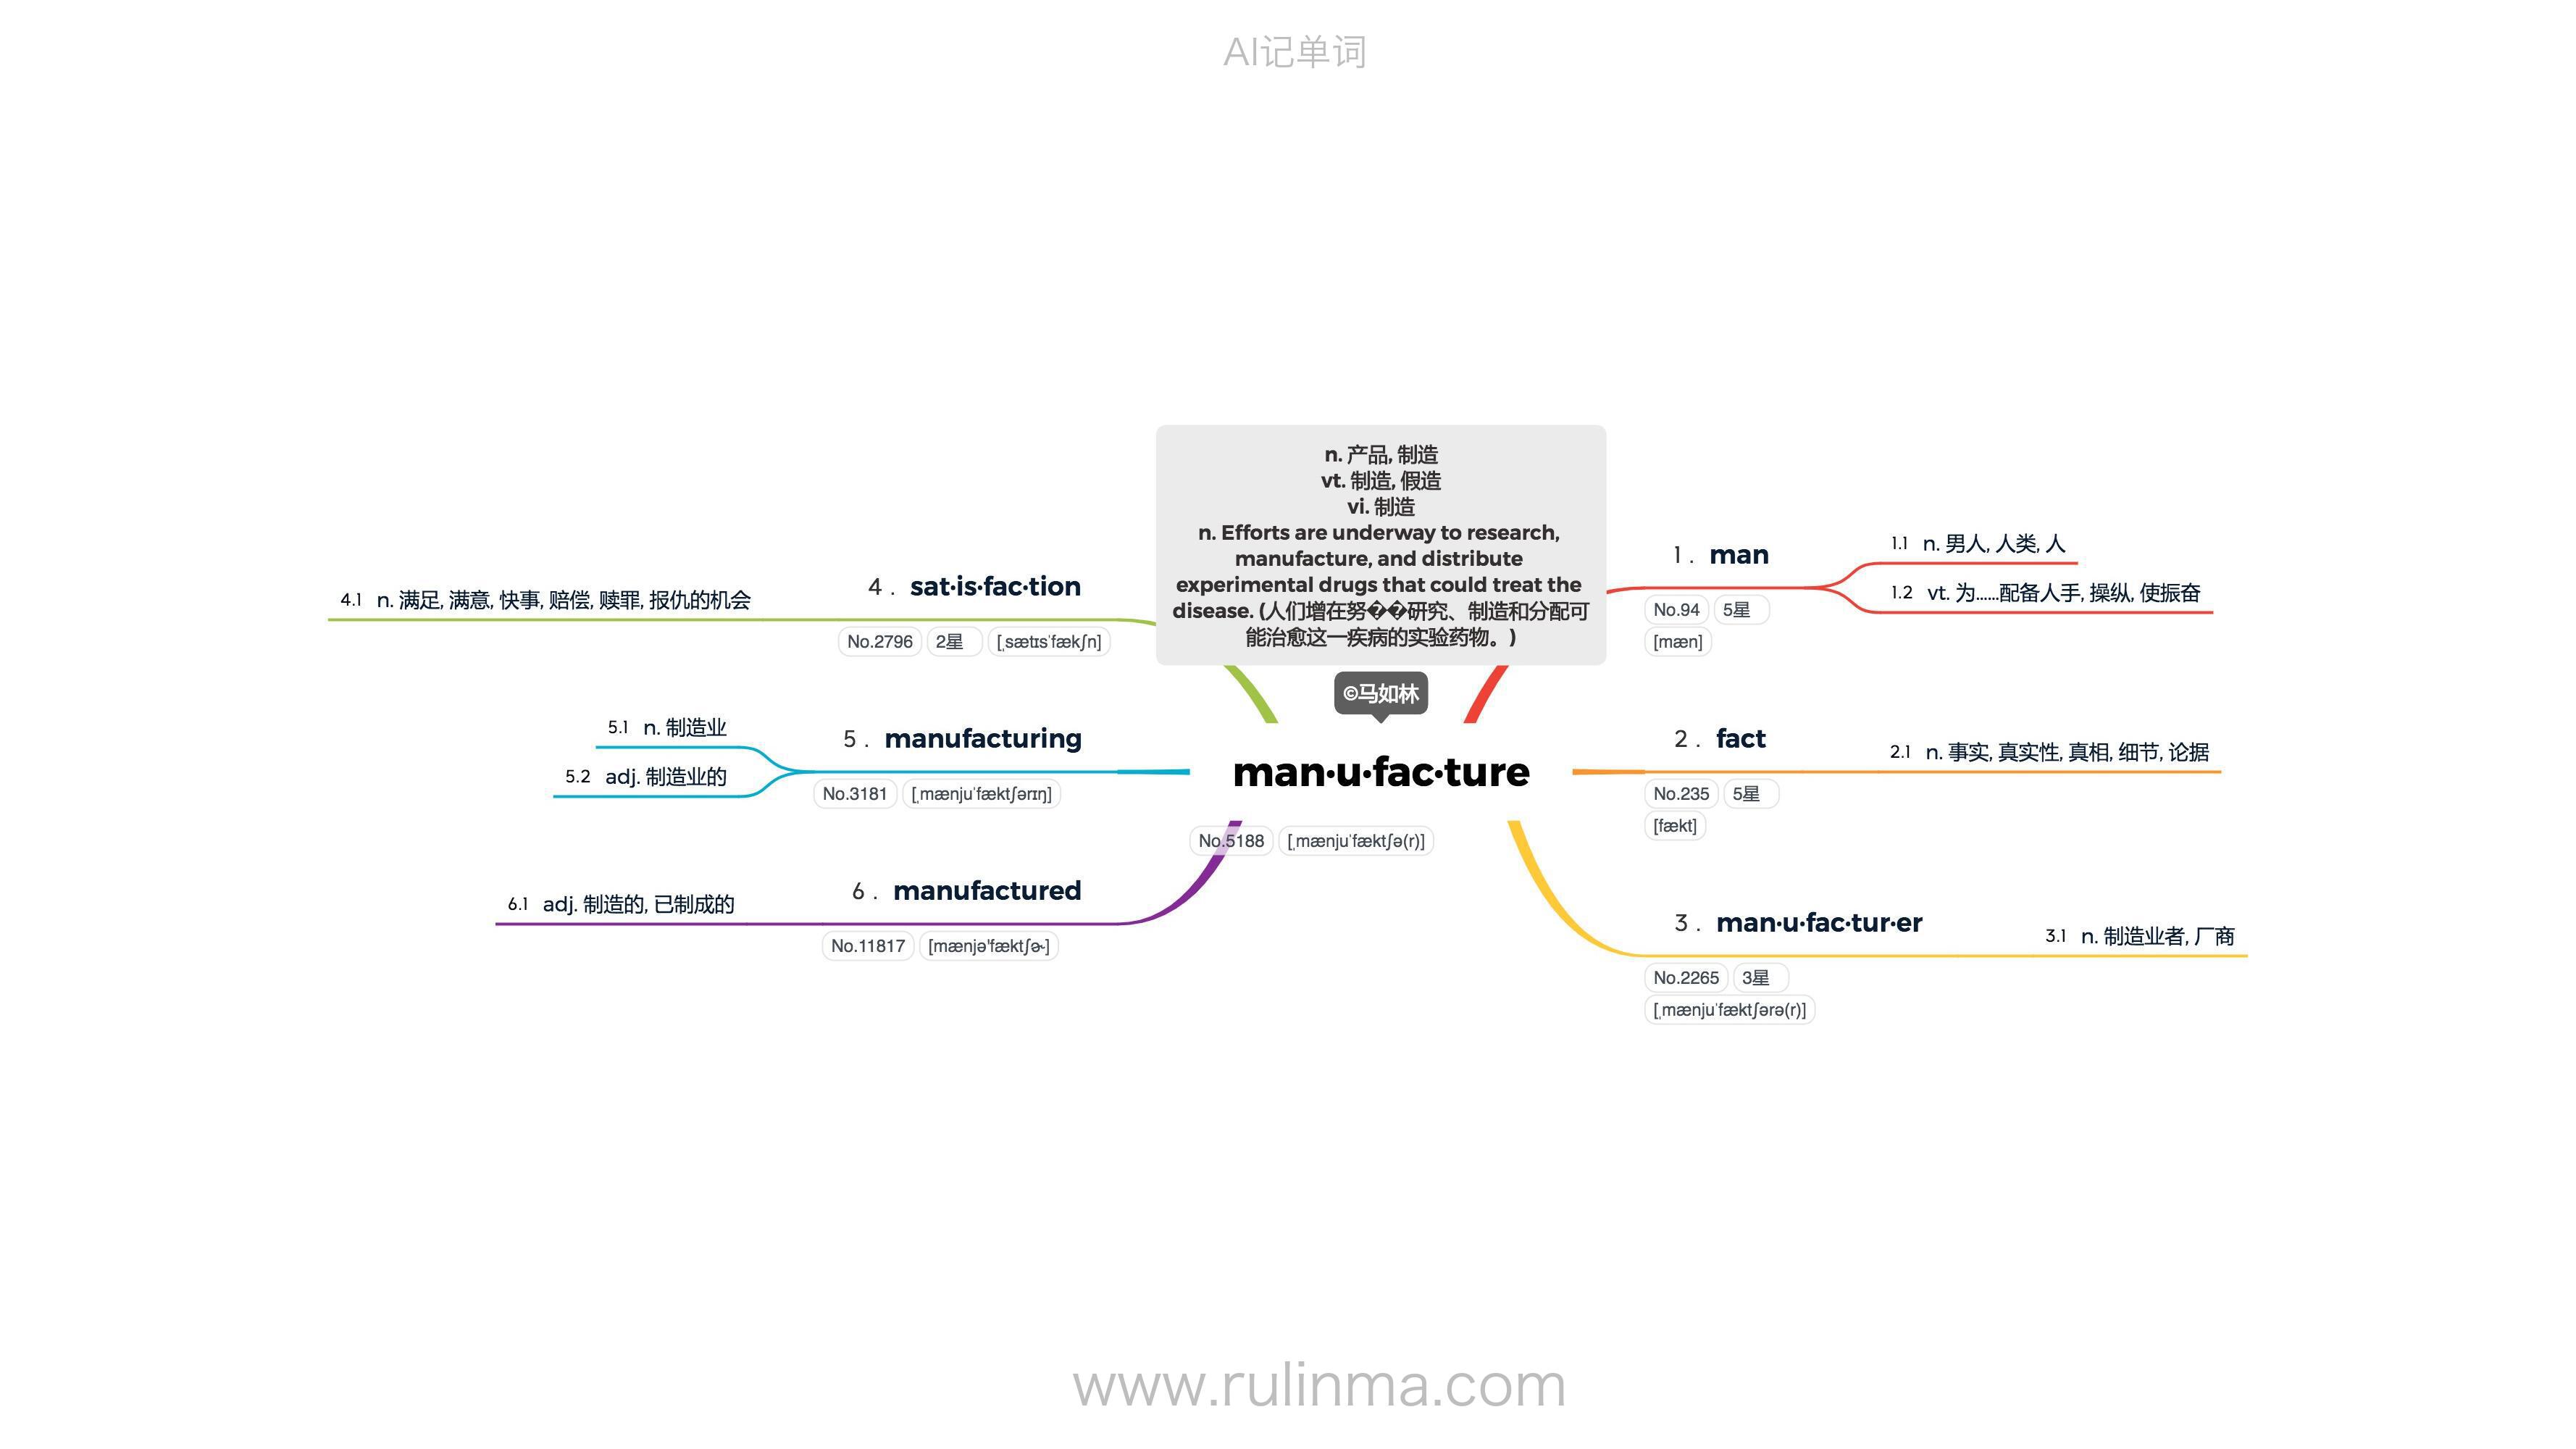 AI记单词
n. 产品, 制造
vt. 制造, 假造
vi. 制造
n. Efforts are underway to research,
manufacture, and distribute
experimental drugs that could treat the
disease. (人们增在努��研究、制造和分配可
能治愈这一疾病的实验药物。)
©马如林
man·u·fac·ture
No.5188 [ˌmænjuˈfæktʃə(r)]
1 . man
No.94 5星
[mæn]
1.1 n. 男人, 人类, 人
1.2 vt. 为……配备人手, 操纵, 使振奋
2 . fact
No.235 5星
[fækt]
2.1 n. 事实, 真实性, 真相, 细节, 论据
3 . man·u·fac·tur·er
No.2265 3星
[ˌmænjuˈfæktʃərə(r)]
3.1 n. 制造业者, 厂商
4 . sat·is·fac·tion
No.2796 2星 [ˌsætɪsˈfækʃn]
4.1 n. 满足, 满意, 快事, 赔偿, 赎罪, 报仇的机会
5 . manufacturing
No.3181 [ˌmænjuˈfæktʃərɪŋ]
5.1 n. 制造业
5.2 adj. 制造业的
6 . manufactured
No.11817 [mænjə'fæktʃɚ]
6.1 adj. 制造的, 已制成的
www.rulinma.com